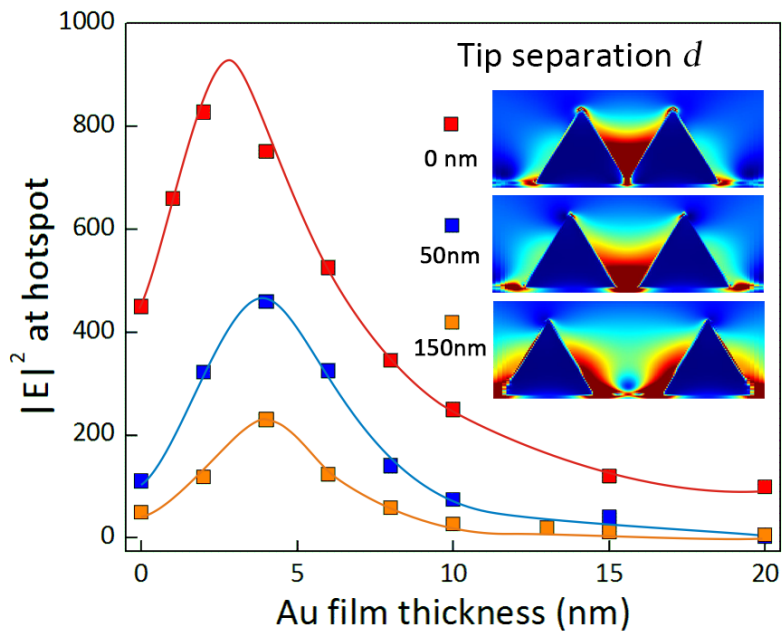 1000
800
600
400
200
0
|E|² at hotspot
Tip separation d
0 nm
50nm
150nm
0 5 10 15 20
Au film thickness (nm)